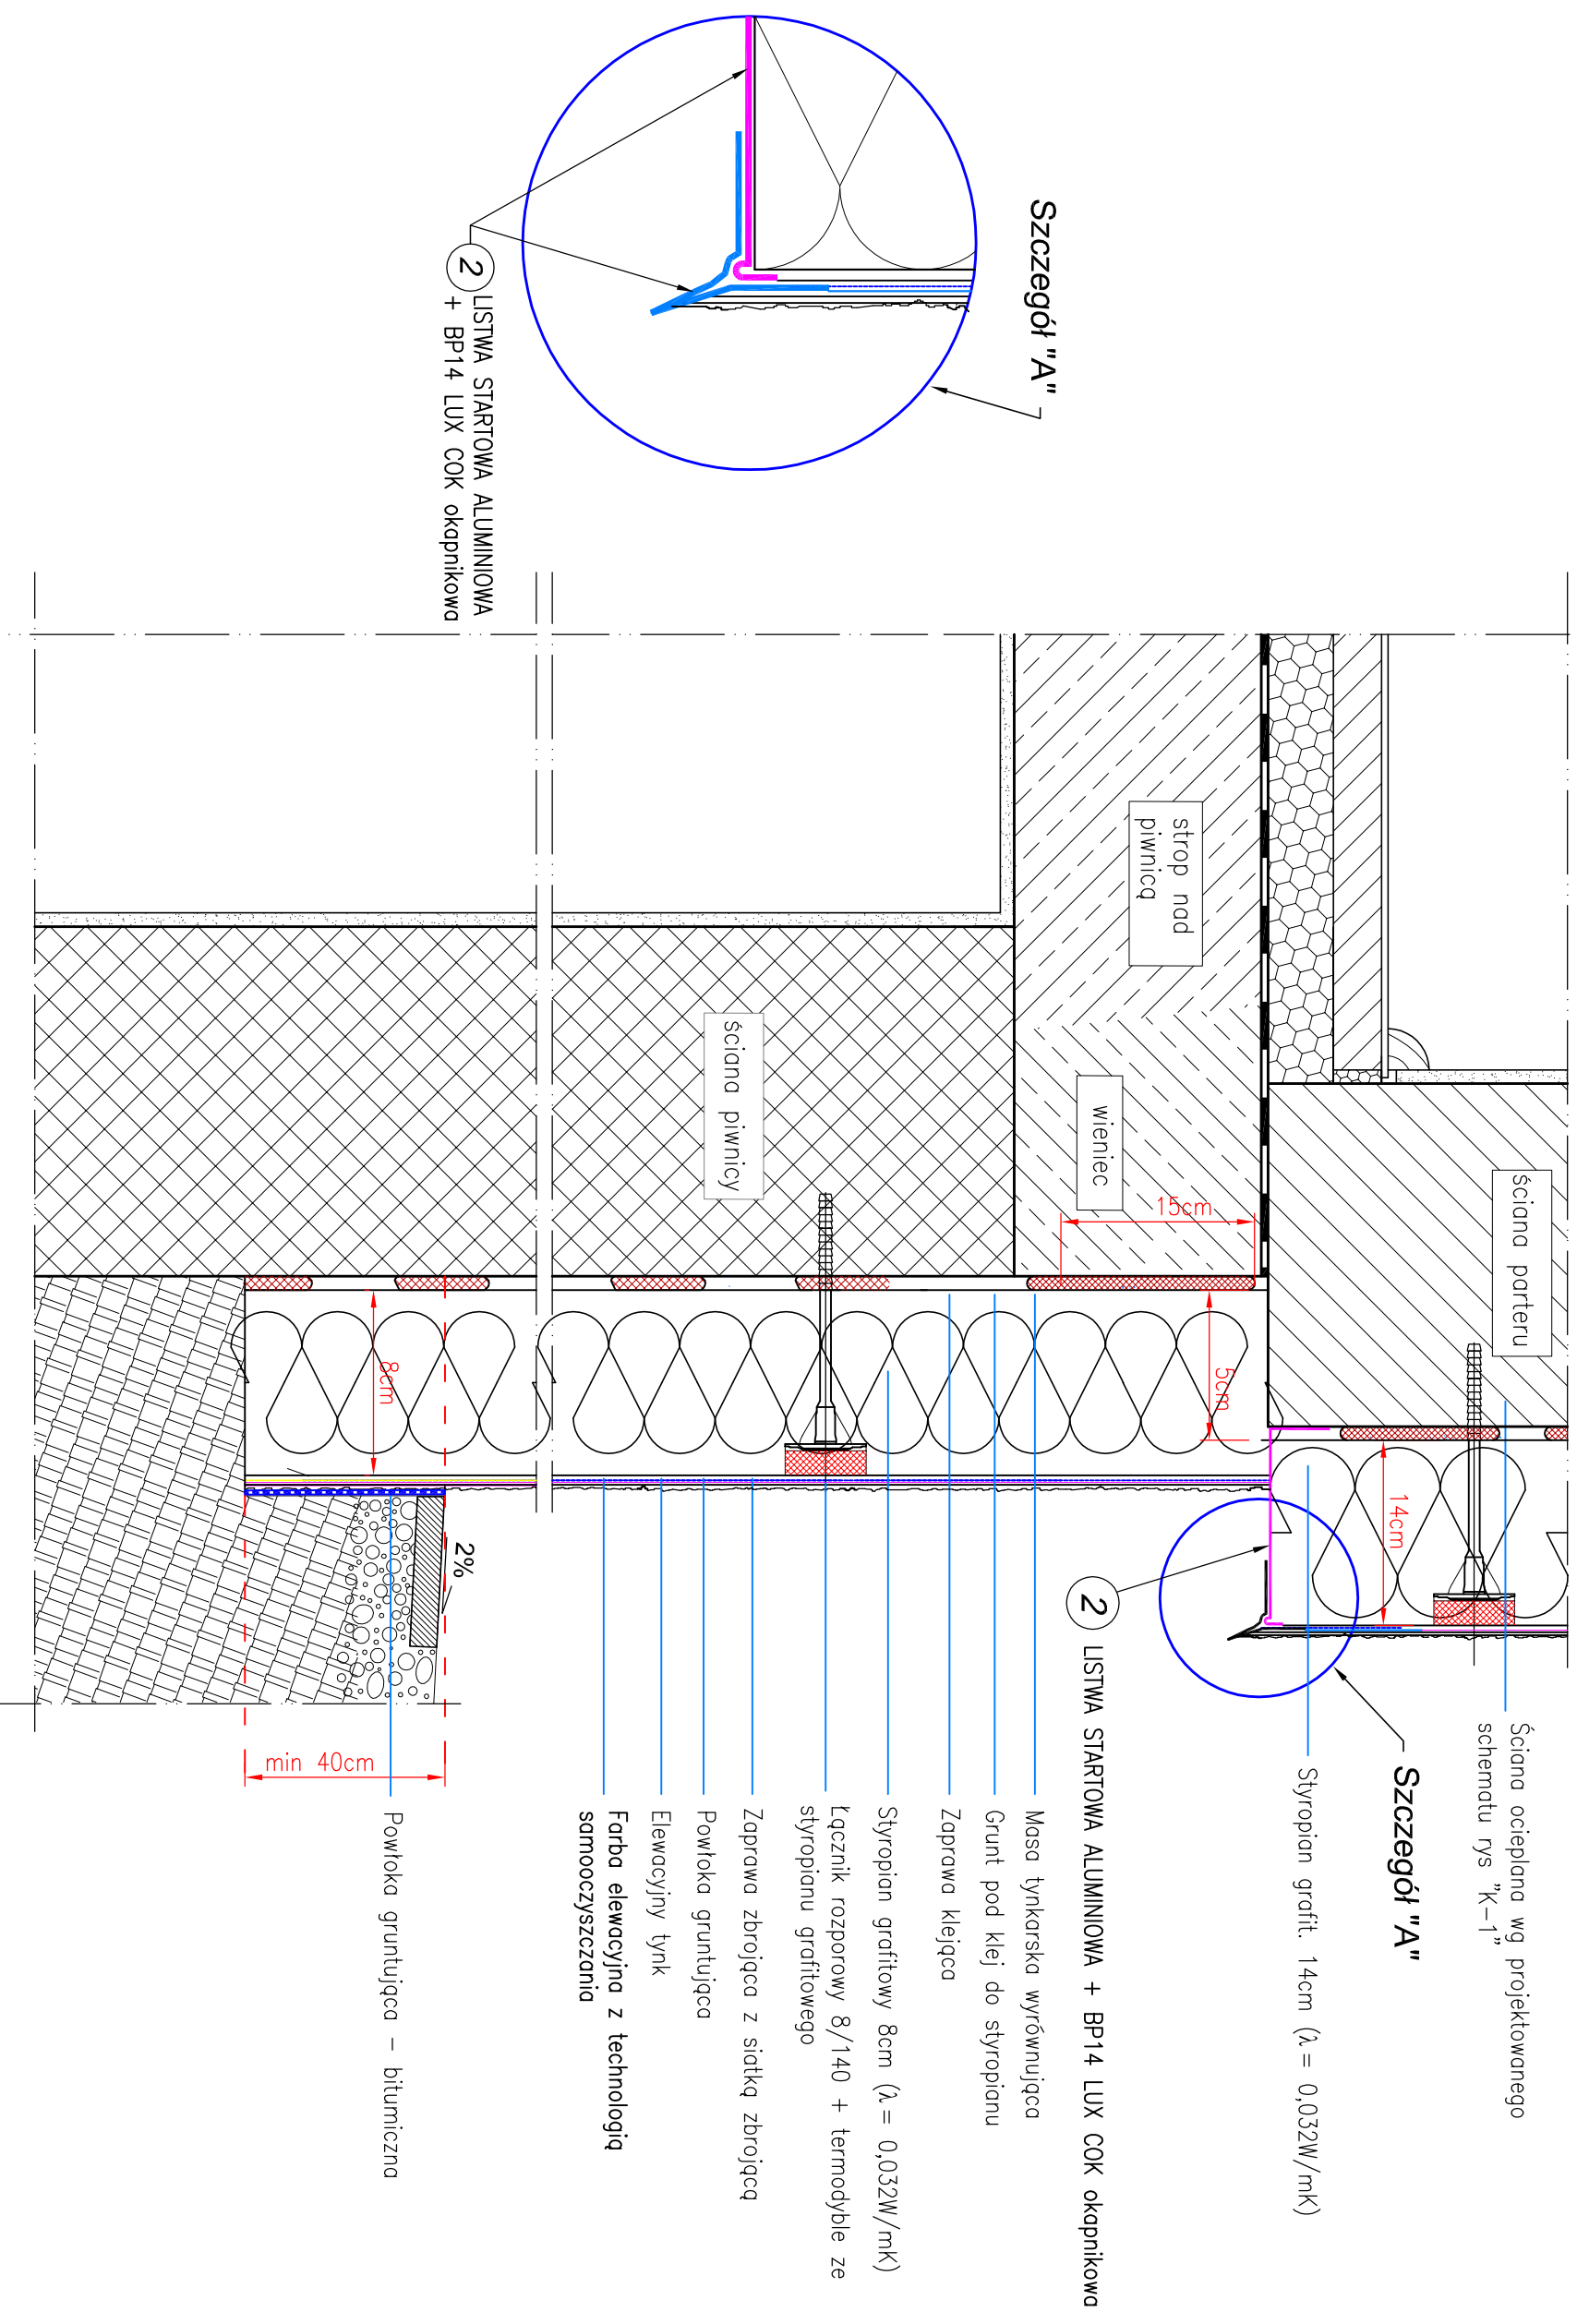 Szczegół "A"
2
LISTWA STARTOWA ALUMINIOWA
+ BP14 LUX COK okapnikowa
ściana parteru
strop nad
piwnicą
wieniec
ściana piwnicy
15cm
5cm
14cm
8cm
2%
min 40cm
Ściana ocieplana wg projektowanego
schematu rys "K-1"
Szczegół "A"
Styropian grafit. 14cm (λ = 0,032W/mK)
2 LISTWA STARTOWA ALUMINIOWA + BP14 LUX COK okapnikowa
Masa tynkarska wyrównująca
Grunt pod klej do styropianu
Zaprawa klejąca
Styropian grafitowy 8cm (λ = 0,032W/mK)
Łącznik rozporowy 8/140 + termodyble ze
styropianu grafitowego
Zaprawa zbrojąca z siatką zbrojącą
Powłoka gruntująca
Elewacyjny tynk
Farba elewacyjna z technologią
samooczyszczania
Powłoka gruntująca - bitumiczna